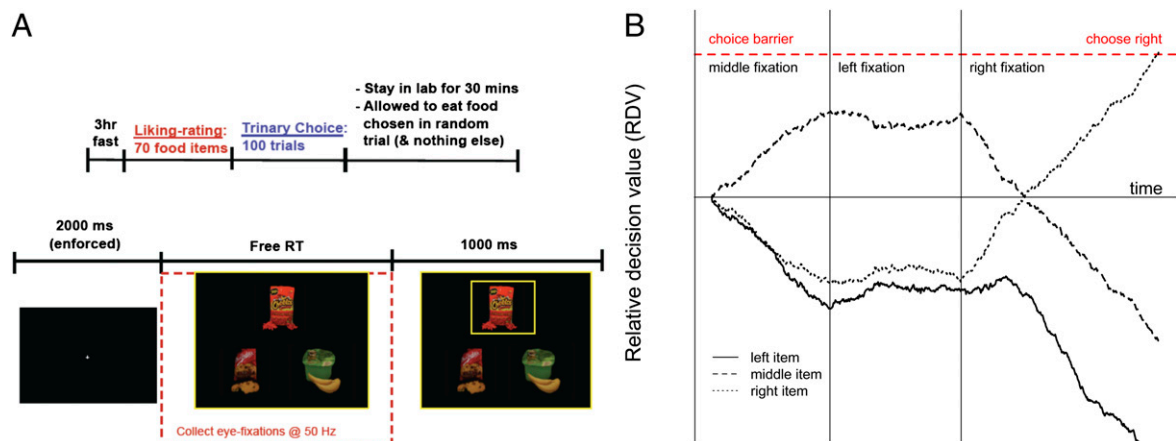 A
3hr
fast
Liking-rating:
70 food items
Trinary Choice:
100 trials
- Stay in lab for 30 mins
- Allowed to eat food
chosen in random
trial (& nothing else)
2000 ms
(enforced)
Free RT
1000 ms
Collect eye-fixations @ 50 Hz
B
Relative decision value (RDV)
choice barrier
choose right
middle fixation
left fixation
right fixation
time
left item
middle item
right item